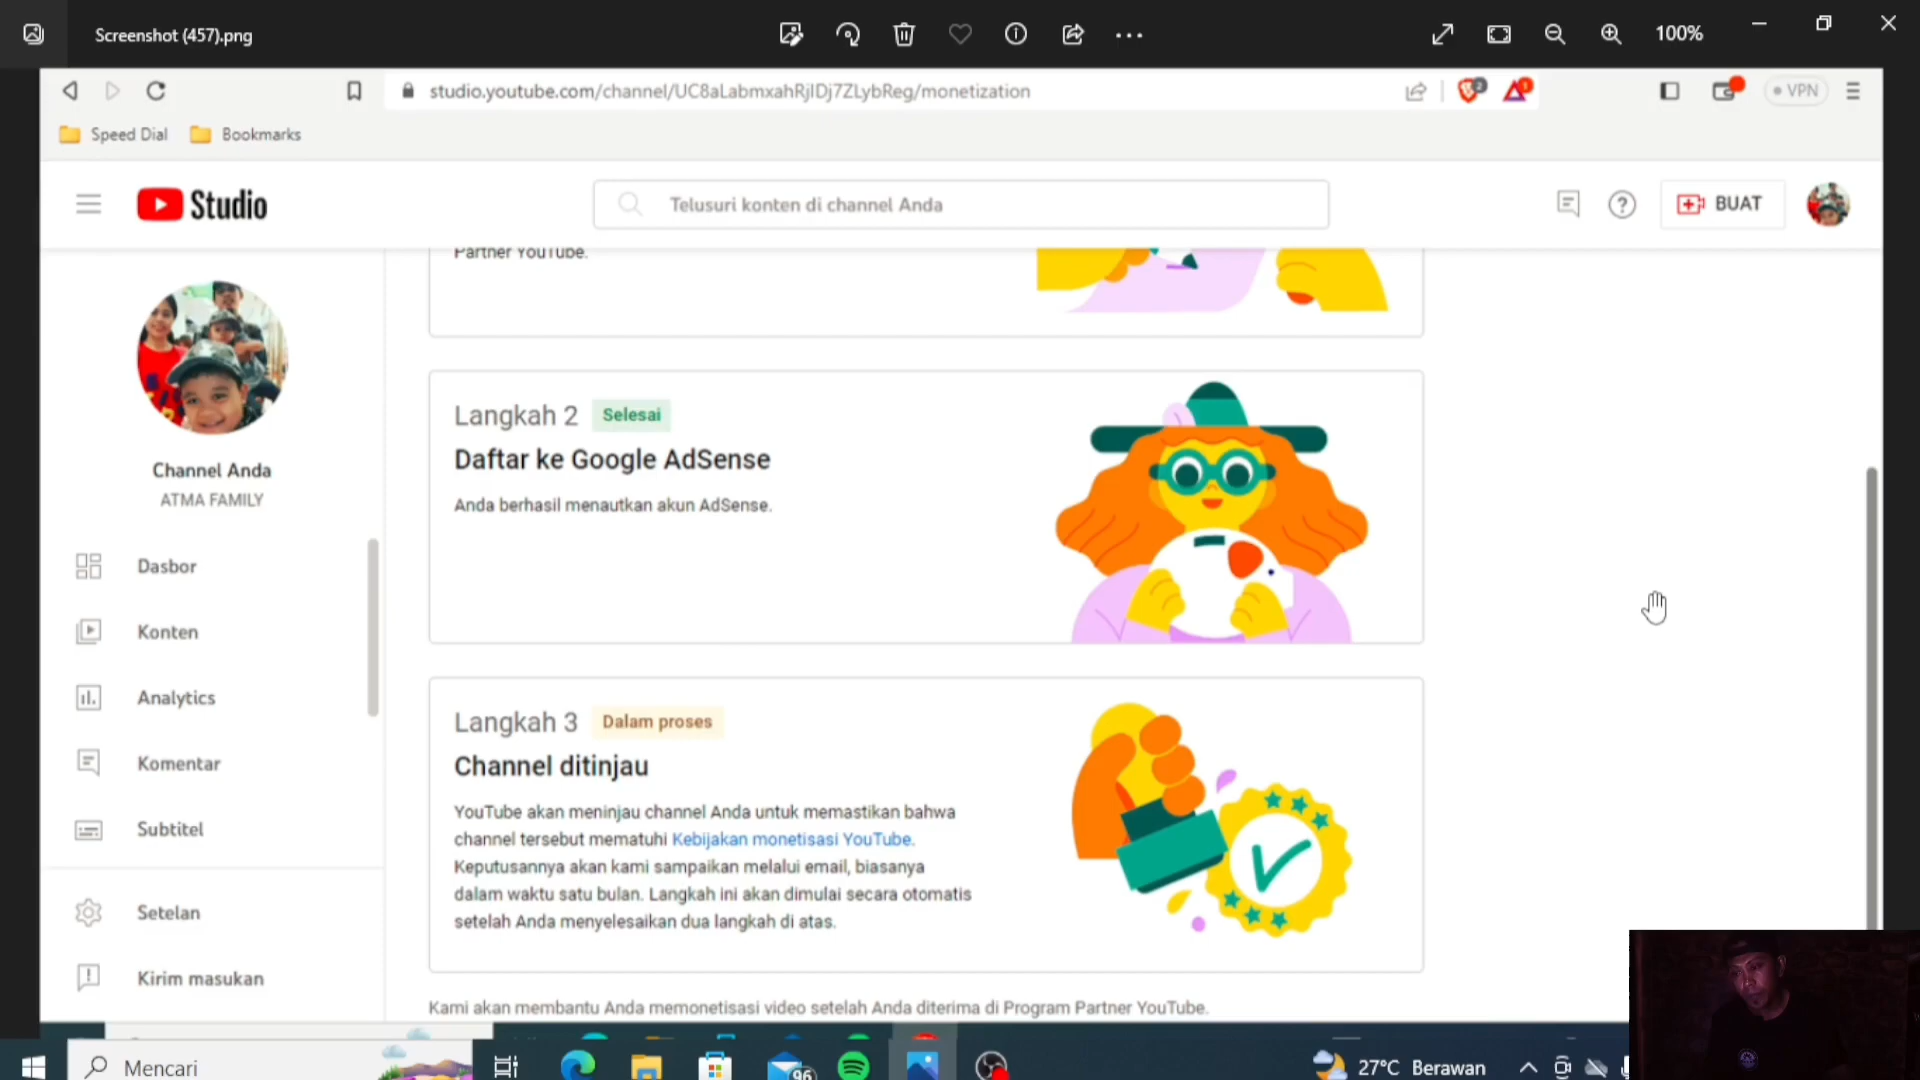 Screenshot (457).png
100%
studio.youtube.com/channel/UC8aLabmxahRjIDj7ZLybReg/monetization
VPN
Speed Dial
Bookmarks
Studio
Telusuri konten di channel Anda
BUAT
Partner YouTube.
Channel Anda
ATMA FAMILY
Dasbor
Konten
Analytics
Komentar
Subtitel
Setelan
Kirim masukan
Langkah 2 Selesai
Daftar ke Google AdSense
Anda berhasil menautkan akun AdSense.
Langkah 3 Dalam proses
Channel ditinjau
YouTube akan meninjau channel Anda untuk memastikan bahwa
channel tersebut mematuhi Kebijakan monetisasi YouTube.
Keputusannya akan kami sampaikan melalui email, biasanya
dalam waktu satu bulan. Langkah ini akan dimulai secara otomatis
setelah Anda menyelesaikan dua langkah di atas.
Kami akan membantu Anda memonetisasi video setelah Anda diterima di Program Partner YouTube.
Mencari
96
27°C Berawan